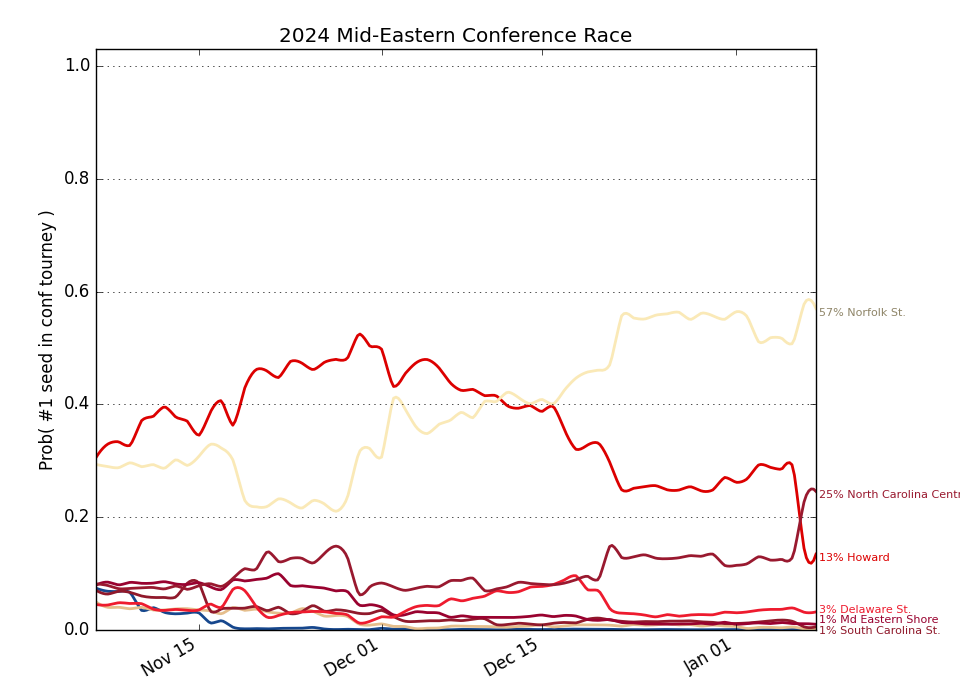 2024 Mid-Eastern Conference Race
Prob( #1 seed in conf tourney )
1.0
0.8
0.6
0.4
0.2
0.0
Nov 15
Dec 01
Dec 15
Jan 01
57% Norfolk St.
25% North Carolina Centr
13% Howard
3% Delaware St.
1% Md Eastern Shore
1% South Carolina St.